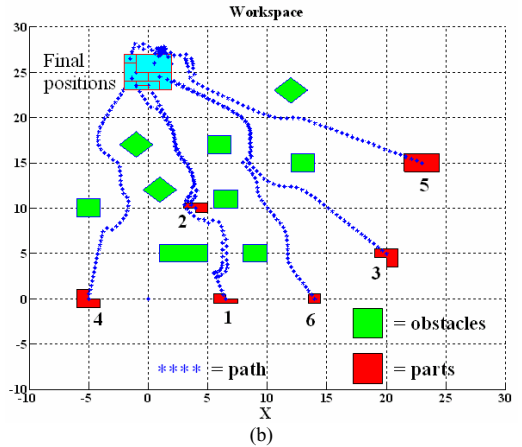 Workspace
30
25
20
15
10
5
0
-5
-10
Final
positions
5
2
3
4
1
6
= obstacles
**** = path
= parts
-10 -5 0 5 10 15 20 25 30
X
(b)